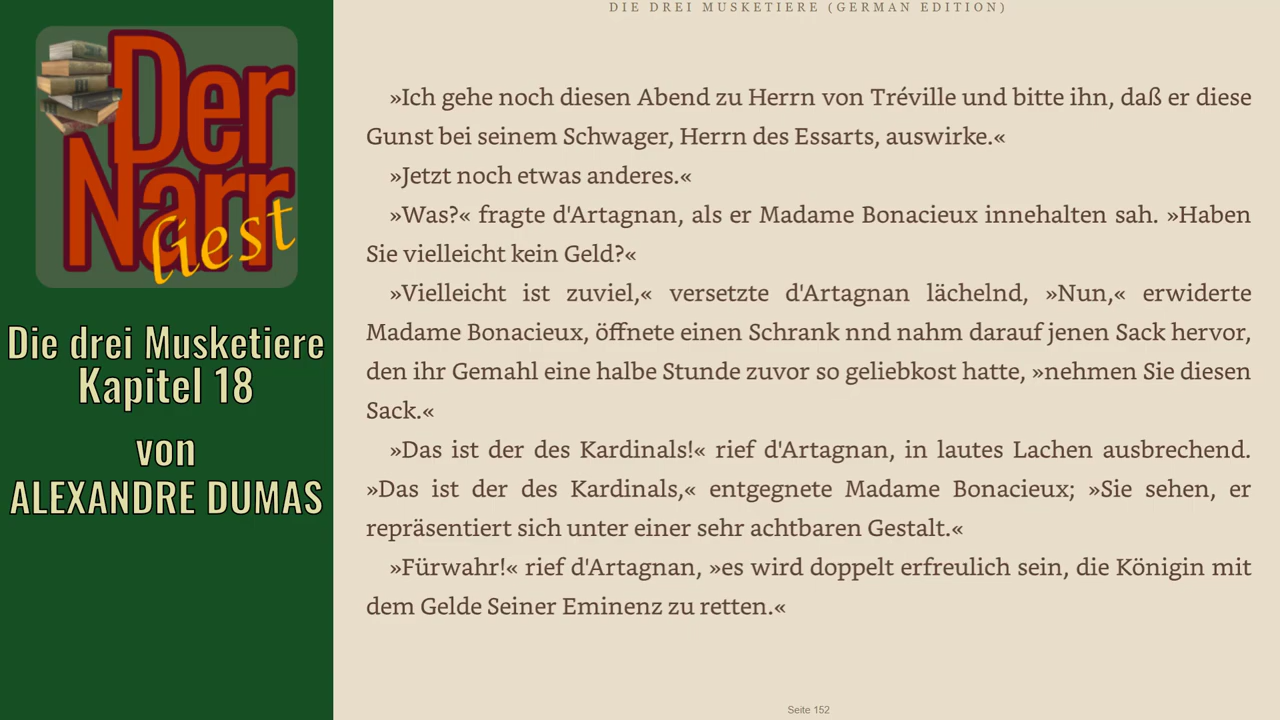 Der
Narr
liest
Die drei Musketiere
Kapitel 18
von
ALEXANDRE DUMAS
DIE DREI MUSKETIERE (GERMAN EDITION)
»Ich gehe noch diesen Abend zu Herrn von Tréville und bitte ihn, daß er diese
Gunst bei seinem Schwager, Herrn des Essarts, auswirke.«
»Jetzt noch etwas anderes.«
»Was?« fragte d'Artagnan, als er Madame Bonacieux innehalten sah. »Haben
Sie vielleicht kein Geld?«
»Vielleicht ist zuviel,« versetzte d'Artagnan lächelnd, »Nun,« erwiderte
Madame Bonacieux, öffnete einen Schrank nnd nahm darauf jenen Sack hervor,
den ihr Gemahl eine halbe Stunde zuvor so geliebkost hatte, »nehmen Sie diesen
Sack.«
»Das ist der des Kardinals!« rief d'Artagnan, in lautes Lachen ausbrechend.
»Das ist der des Kardinals,« entgegnete Madame Bonacieux; »Sie sehen, er
repräsentiert sich unter einer sehr achtbaren Gestalt.«
»Fürwahr!« rief d'Artagnan, »es wird doppelt erfreulich sein, die Königin mit
dem Gelde Seiner Eminenz zu retten.«
Seite 152